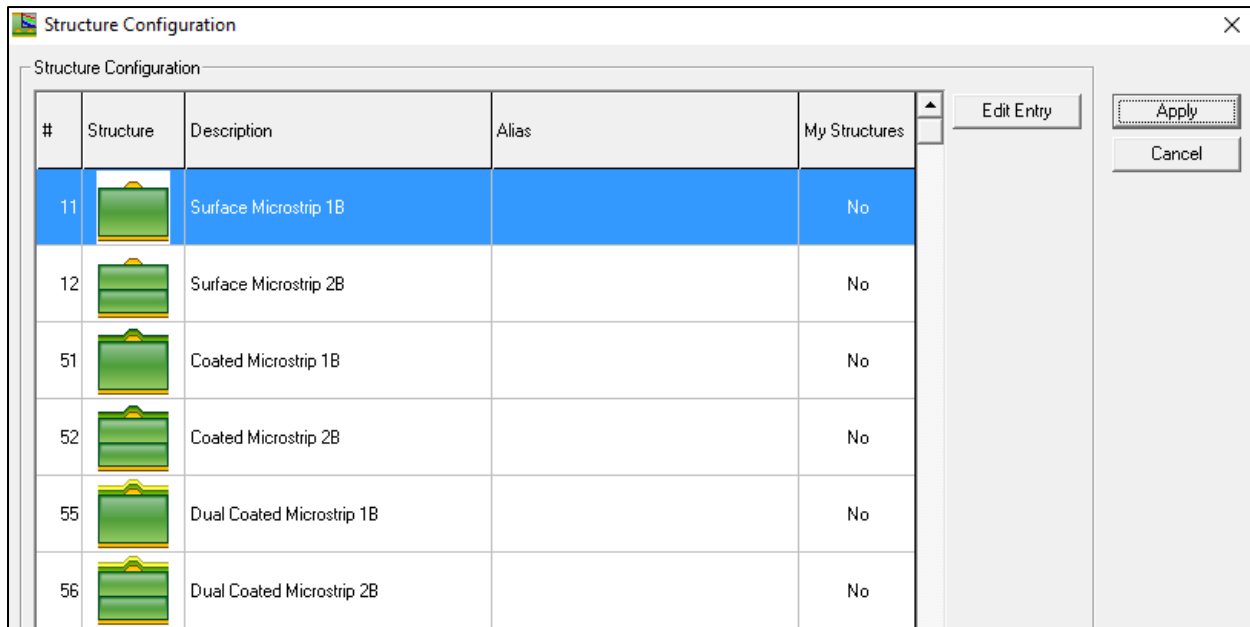 Structure Configuration
Structure Configuration
# Structure Description Alias My Structures
Edit Entry
Apply
Cancel
11 Surface Microstrip 1B No
12 Surface Microstrip 2B No
51 Coated Microstrip 1B No
52 Coated Microstrip 2B No
55 Dual Coated Microstrip 1B No
56 Dual Coated Microstrip 2B No